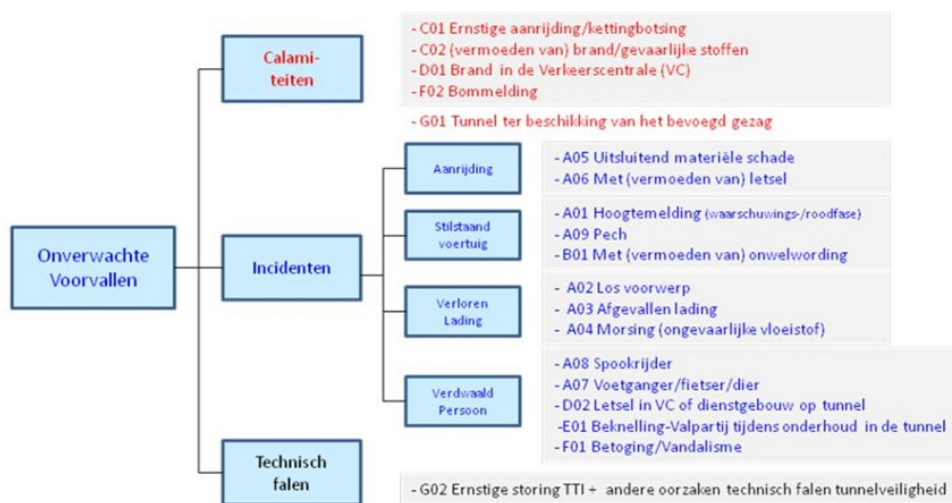 Onverwachte
Voorvallen
Calami-
teiten
- C01 Ernstige aanrijding/kettingbotsing
- C02 (vermoeden van) brand/gevaarlijke stoffen
- D01 Brand in de Verkeerscentrale (VC)
- F02 Bommelding
- G01 Tunnel ter beschikking van het bevoegd gezag
Incidenten
Aanrijding
- A05 Uitsluitend materiële schade
- A06 Met (vermoeden van) letsel
Stilstaand
voertuig
- A01 Hoogtemelding (waarschuwings-/roodfase)
- A09 Pech
- B01 Met (vermoeden van) onwelwording
Verloren
Lading
- A02 Los voorwerp
- A03 Afgevallen lading
- A04 Morsing (ongevaarlijke vloeistof)
Verdwaald
Persoon
- A08 Spookrijder
- A07 Voetganger/fietser/dier
- D02 Letsel in VC of dienstgebouw op tunnel
-E01 Beknelling-Valpartij tijdens onderhoud in de tunnel
- F01 Betoging/Vandalisme
Technisch
falen
- G02 Ernstige storing TTI + andere oorzaken technisch falen tunnelveiligheid